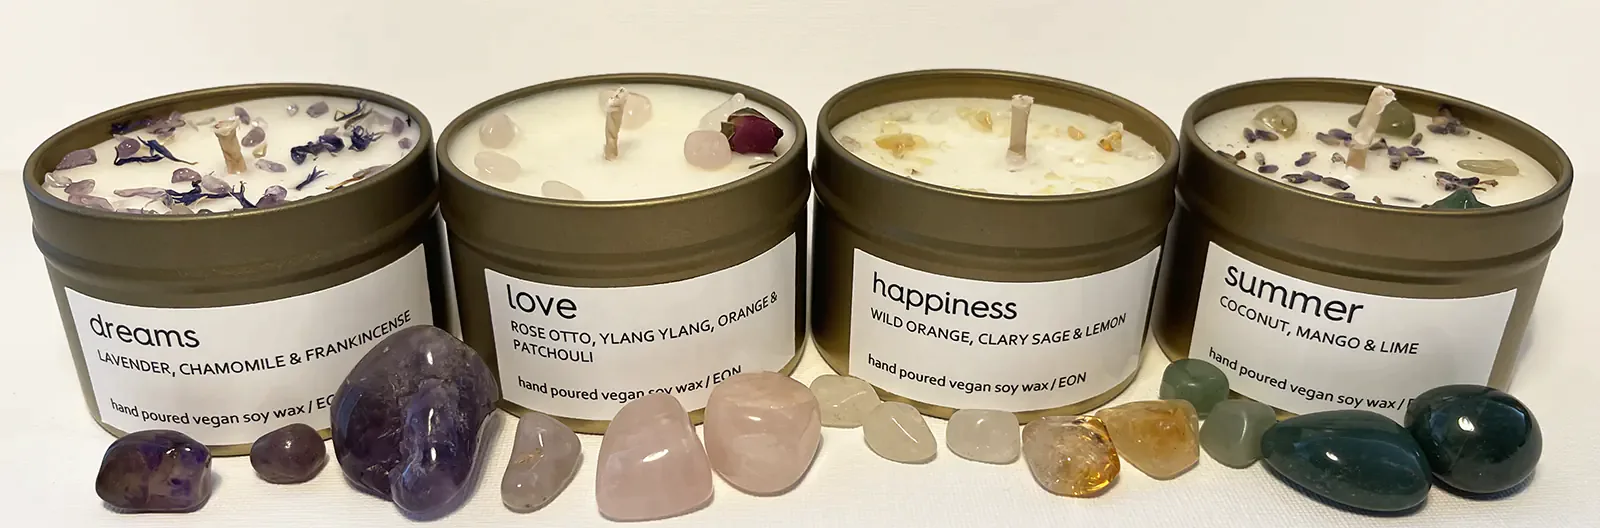 dreams
LAVENDER, CHAMOMILE & FRANKINCENSE
hand poured vegan soy wax /
love
ROSE OTTO, YLANG YLANG, ORANGE &
PATCHOULI
hand poured vegan soy wax / EON
happiness
WILD ORANGE, CLARY SAGE & LEMON
hand poured vegan soy wax / EON
summer
COCONUT, MANGO & LIME
hand poured vegan soy wax /